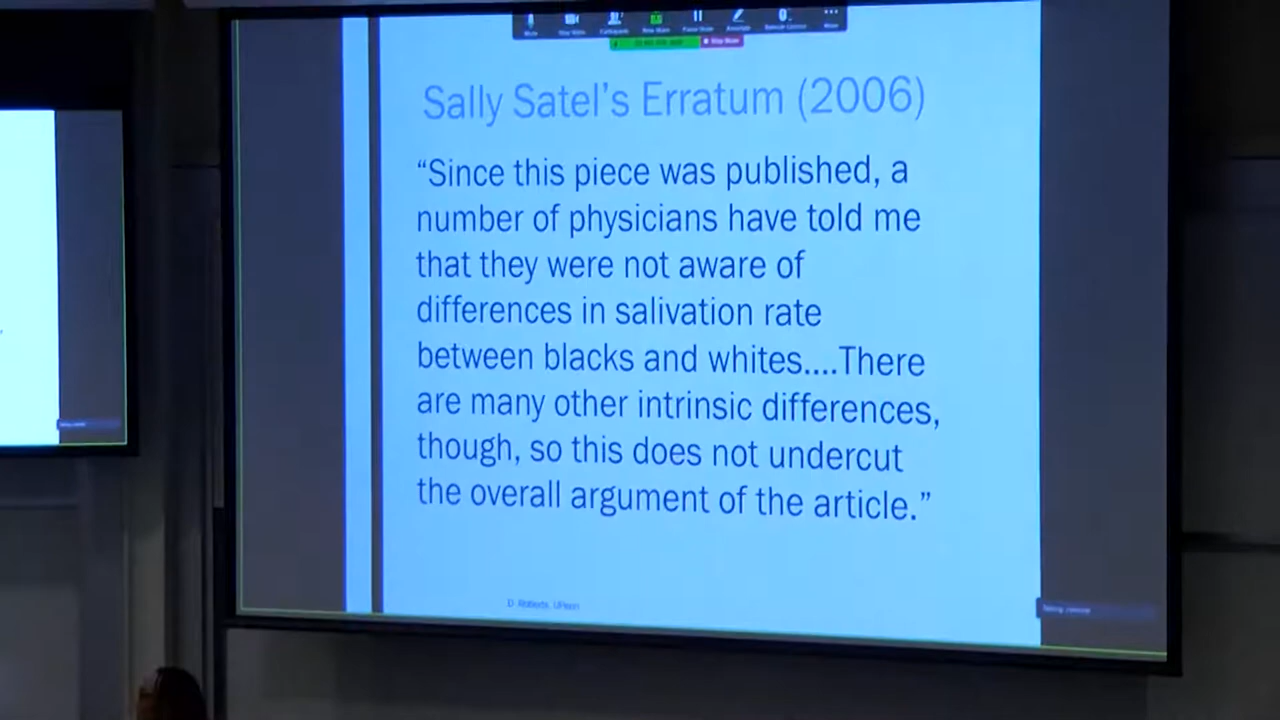 Sally Satel's Erratum (2006)
“Since this piece was published, a
number of physicians have told me
that they were not aware of
differences in salivation rate
between blacks and whites....There
are many other intrinsic differences,
though, so this does not undercut
the overall argument of the article.”
D. Roberts, UPenn